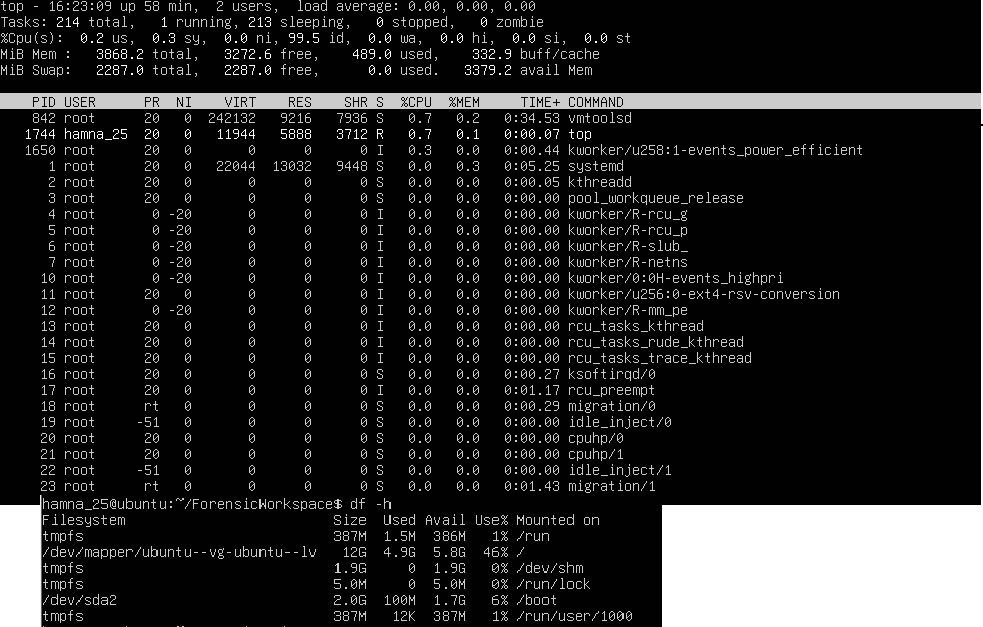 top - 16:23:09 up 58 min,  2 users,  load average: 0.00, 0.00, 0.00
Tasks: 214 total,   1 running, 213 sleeping,   0 stopped,   0 zombie
%Cpu(s):  0.2 us,  0.3 sy,  0.0 ni, 99.5 id,  0.0 wa,  0.0 hi,  0.0 si,  0.0 st
MiB Mem :   3868.2 total,   3272.6 free,    489.0 used,    332.9 buff/cache
MiB Swap:   2287.0 total,   2287.0 free,      0.0 used.   3379.2 avail Mem
PID USER      PR  NI    VIRT    RES    SHR S  %CPU  %MEM     TIME+ COMMAND
842 root      20   0  242132   9216   7936 S   0.7   0.2   0:34.53 vmtoolsd
1744 hamna_25  20   0   11944   5888   3712 R   0.7   0.1   0:00.07 top
1650 root      20   0       0      0      0 I   0.3   0.0   0:00.44 kworker/u258:1-events_power_efficient
1 root      20   0   22044  13032   9448 S   0.0   0.3   0:05.25 systemd
2 root      20   0       0      0      0 S   0.0   0.0   0:00.05 kthreadd
3 root      20   0       0      0      0 S   0.0   0.0   0:00.00 pool_workqueue_release
4 root       0 -20       0      0      0 I   0.0   0.0   0:00.00 kworker/R-rcu_g
5 root       0 -20       0      0      0 I   0.0   0.0   0:00.00 kworker/R-rcu_p
6 root       0 -20       0      0      0 I   0.0   0.0   0:00.00 kworker/R-slub_
7 root       0 -20       0      0      0 I   0.0   0.0   0:00.00 kworker/R-netns
10 root       0 -20       0      0      0 I   0.0   0.0   0:00.00 kworker/0:0H-events_highpri
11 root      20   0       0      0      0 I   0.0   0.0   0:00.00 kworker/u256:0-ext4-rsv-conversion
12 root       0 -20       0      0      0 I   0.0   0.0   0:00.00 kworker/R-mm_pe
13 root      20   0       0      0      0 I   0.0   0.0   0:00.00 rcu_tasks_kthread
14 root      20   0       0      0      0 I   0.0   0.0   0:00.00 rcu_tasks_rude_kthread
15 root      20   0       0      0      0 I   0.0   0.0   0:00.00 rcu_tasks_trace_kthread
16 root      20   0       0      0      0 S   0.0   0.0   0:00.27 ksoftirqd/0
17 root      20   0       0      0      0 I   0.0   0.0   0:01.17 rcu_preempt
18 root      rt   0       0      0      0 S   0.0   0.0   0:00.29 migration/0
19 root     -51   0       0      0      0 S   0.0   0.0   0:00.00 idle_inject/0
20 root      20   0       0      0      0 S   0.0   0.0   0:00.00 cpuhp/0
21 root      20   0       0      0      0 S   0.0   0.0   0:00.00 cpuhp/1
22 root     -51   0       0      0      0 S   0.0   0.0   0:00.00 idle_inject/1
23 root      rt   0       0      0      0 S   0.0   0.0   0:01.43 migration/1
hamna_25@ubuntu:~/ForensicWorkspace$ df -h
Filesystem                         Size  Used Avail Use% Mounted on
tmpfs                              387M  1.5M  386M   1% /run
/dev/mapper/ubuntu--vg-ubuntu--lv   12G  4.9G  5.8G  46% /
tmpfs                              1.9G     0  1.9G   0% /dev/shm
tmpfs                              5.0M     0  5.0M   0% /run/lock
/dev/sda2                          2.0G  100M  1.7G   6% /boot
tmpfs                              387M   12K  387M   1% /run/user/1000